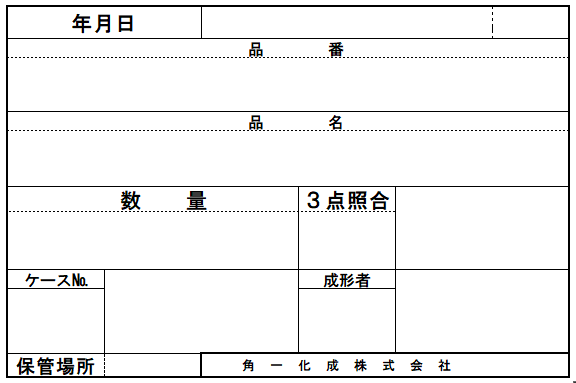 年月日
品　番
品　名
数　量　３点照合
ケース№　成形者
保管場所　角一化成株式会社